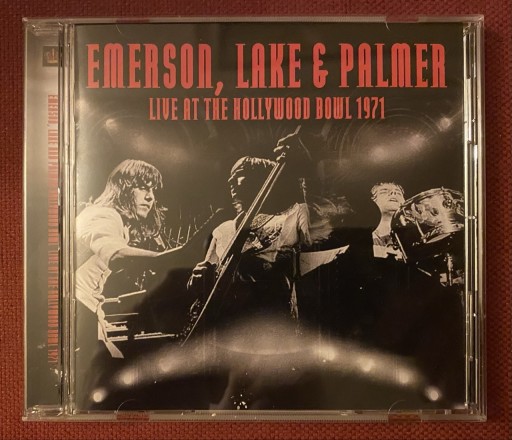 EMERSON, LAKE & PALMER
LIVE AT THE HOLLYWOOD BOWL 1971